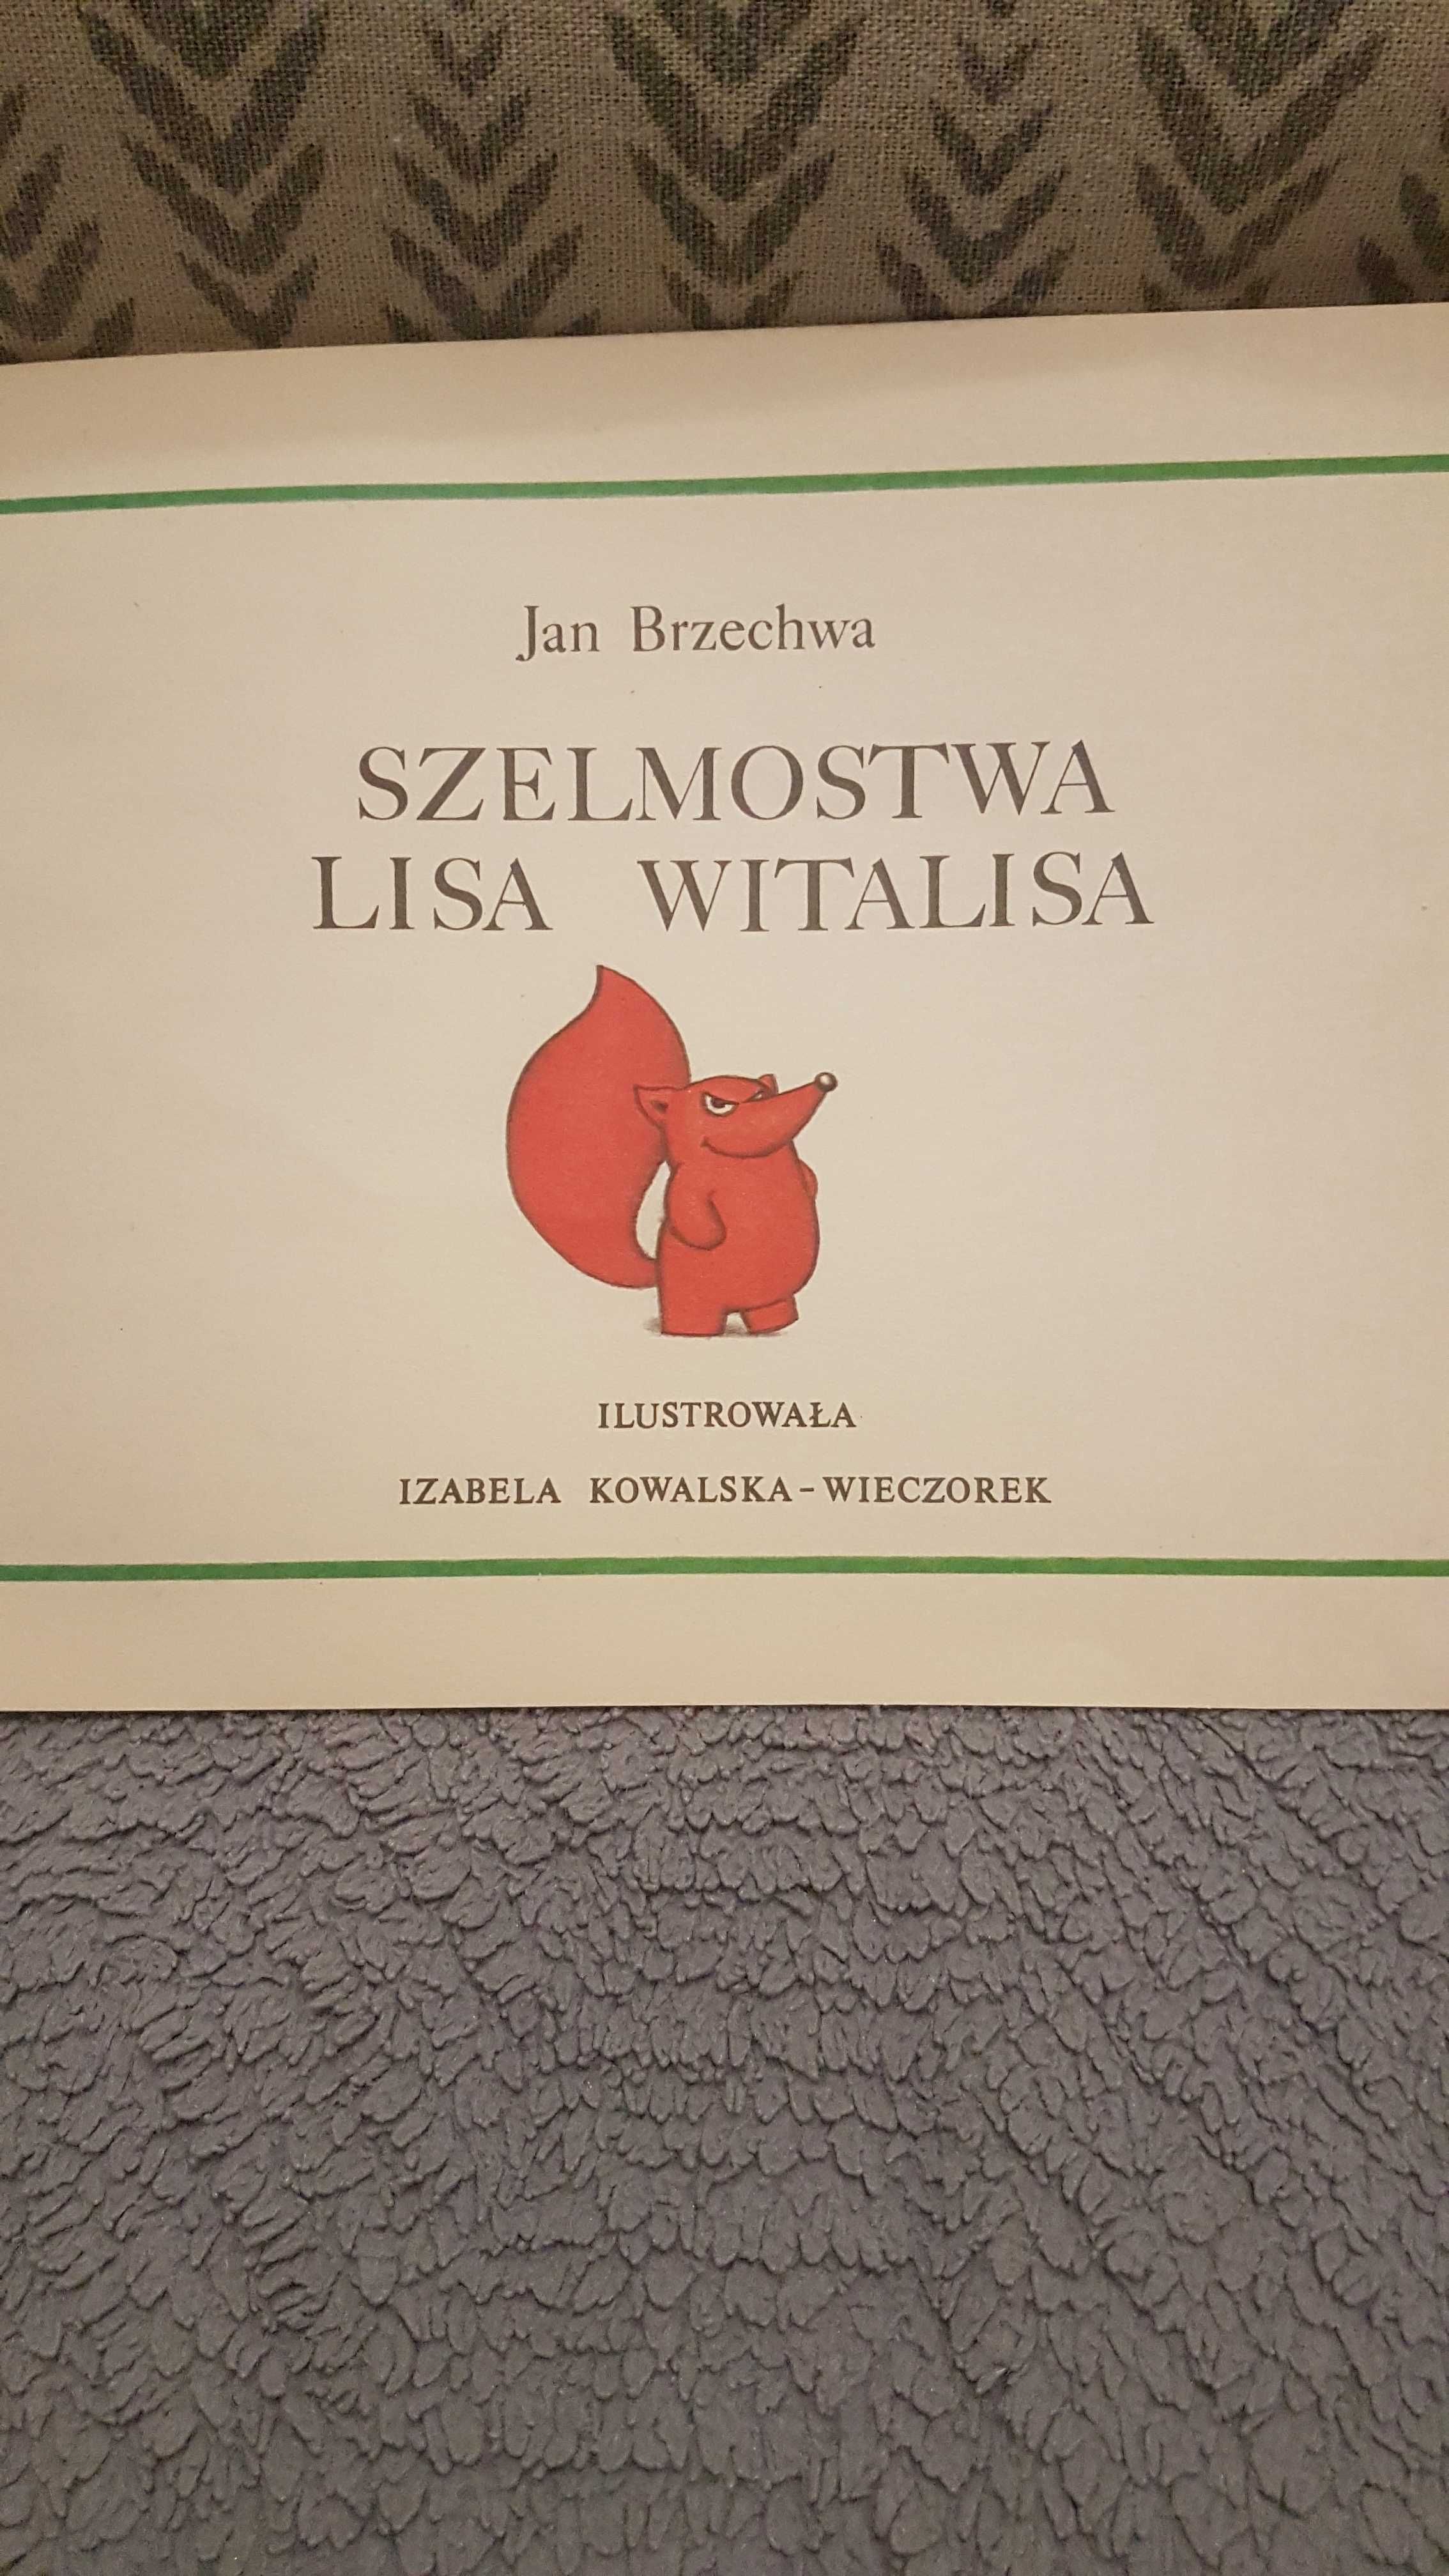 Jan Brzechwa
SZELMOSTWA
LISA WITALISA
ILUSTROWAŁA
IZABELA KOWALSKA-WIECZOREK